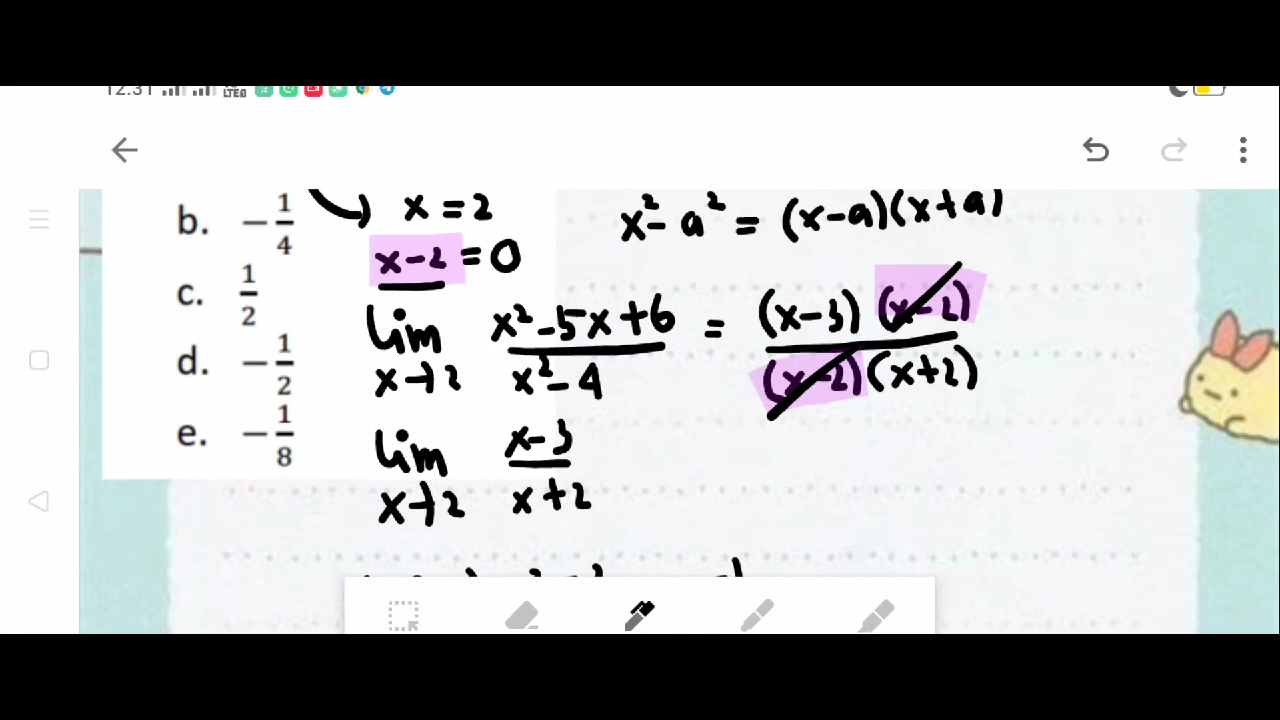 12.31 LTE
b. −1/4
x = 2
x² − a² = (x−a)(x+a)
x−2 = 0
c. 1/2
lim x→2 (x²−5x+6)/(x²−4) = (x−3)(x−2)/(x−2)(x+2)
d. −1/2
e. −1/8
lim x→2 (x−3)/(x+2)